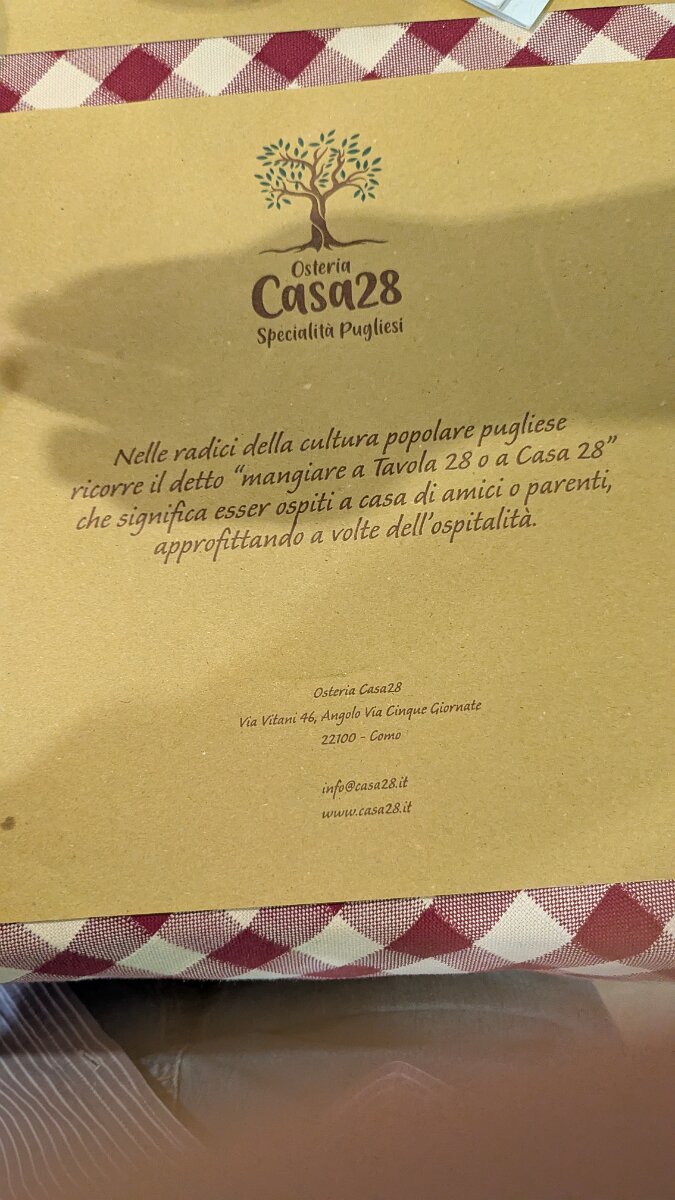 Osteria
Casa28
Specialità Pugliesi
Nelle radici della cultura popolare pugliese
ricorre il detto “mangiare a Tavola 28 o a Casa 28”
che significa esser ospiti a casa di amici o parenti,
approfittando a volte dell’ospitalità.
Osteria Casa28
Via Vitani 46, Angolo Via Cinque Giornate
22100 - Como
info@casa28.it
www.casa28.it